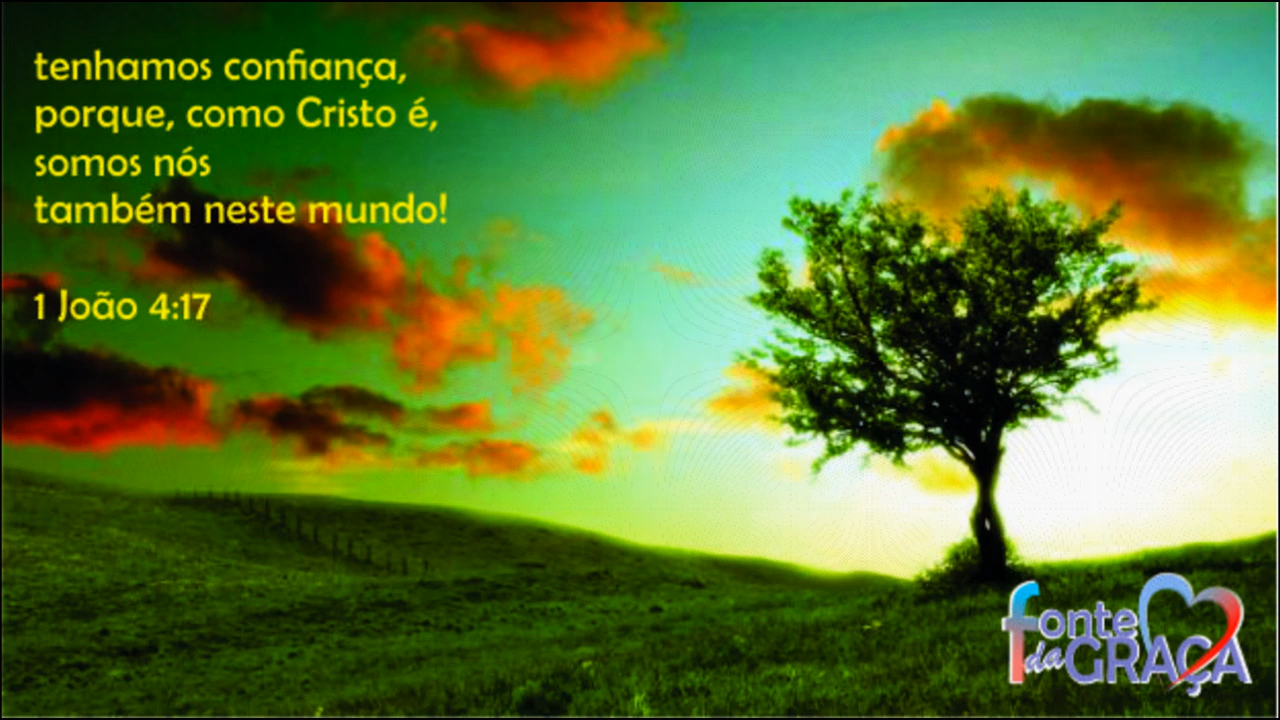 tenhamos confiança,
porque, como Cristo é,
somos nós
também neste mundo!
1 João 4:17
fonte
da GRAÇA